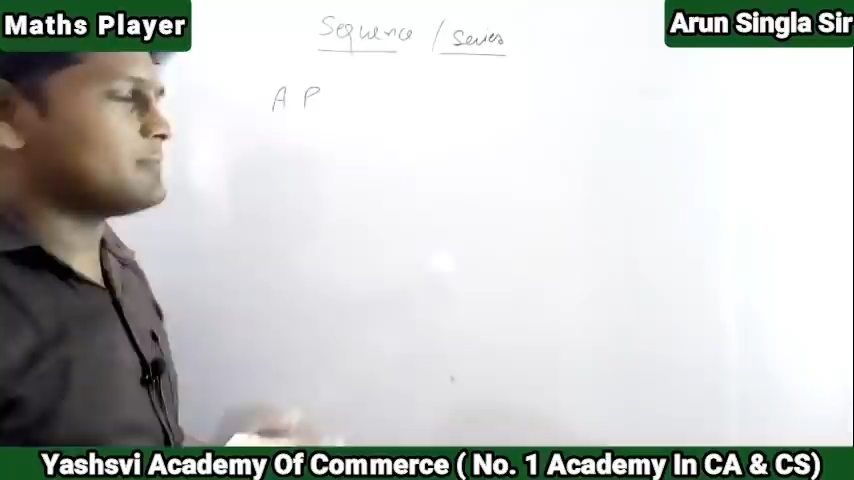 Maths Player
Arun Singla Sir
Sequence / Series
A P
Yashsvi Academy Of Commerce ( No. 1 Academy In CA & CS)